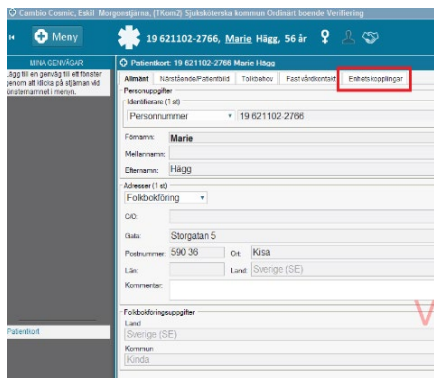 Cambio Cosmic, Eskil Morgonstjärna, (TKom2) Sjuksköterska kommun Ordinärt boende Verifiering
Meny
19 621102-2766, Marie Hägg, 56 år
MINA GENVÄGAR
Lägg till en genväg till ett fönster
genom att klicka på stjärnan vid
fönsternamnet i menyn.
Patientkort
Patientkort: 19 621102-2766 Marie Hägg
Allmänt Närstående/Patientbild Tolkbehov Fast vårdkontakt Enhetskopplingar
Personuppgifter
Identifierare (1 st)
Personnummer 19 621102-2766
Förnamn: Marie
Mellannamn:
Efternamn: Hägg
Adresser (1 st)
Folkbokföring
C/O:
Gata: Storgatan 5
Postnummer: 590 36 Ort: Kisa
Län: Land: Sverige (SE)
Kommentar:
Folkbokföringsuppgifter
Land
Sverige (SE)
Kommun
Kinda
V